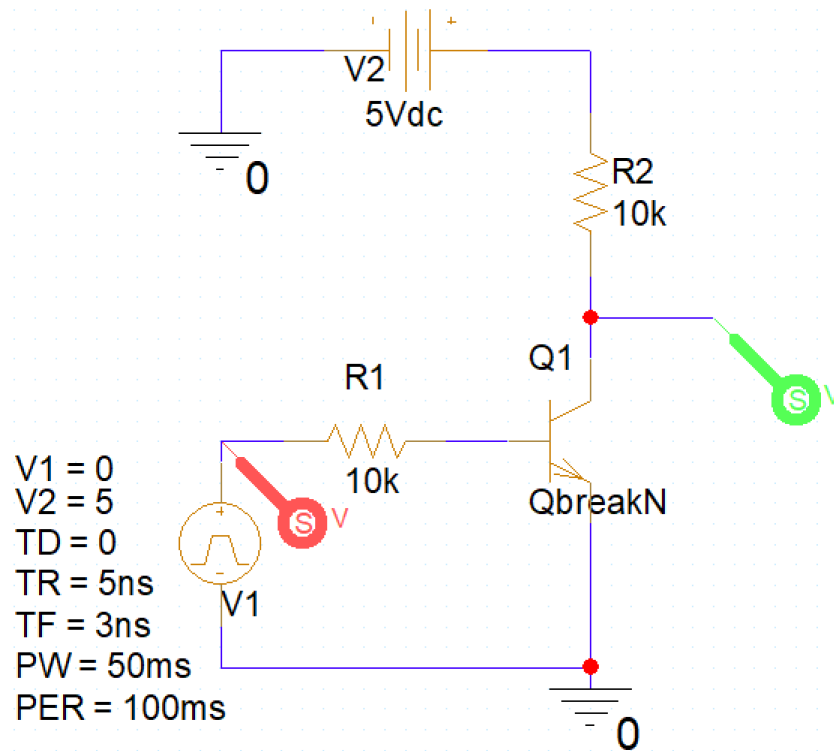 V2
5Vdc
0
R2
10k
Q1
R1
10k
QbreakN
S V
S V
V1 = 0
V2 = 5
TD = 0
TR = 5ns
TF = 3ns
PW = 50ms
PER = 100ms
V1
0